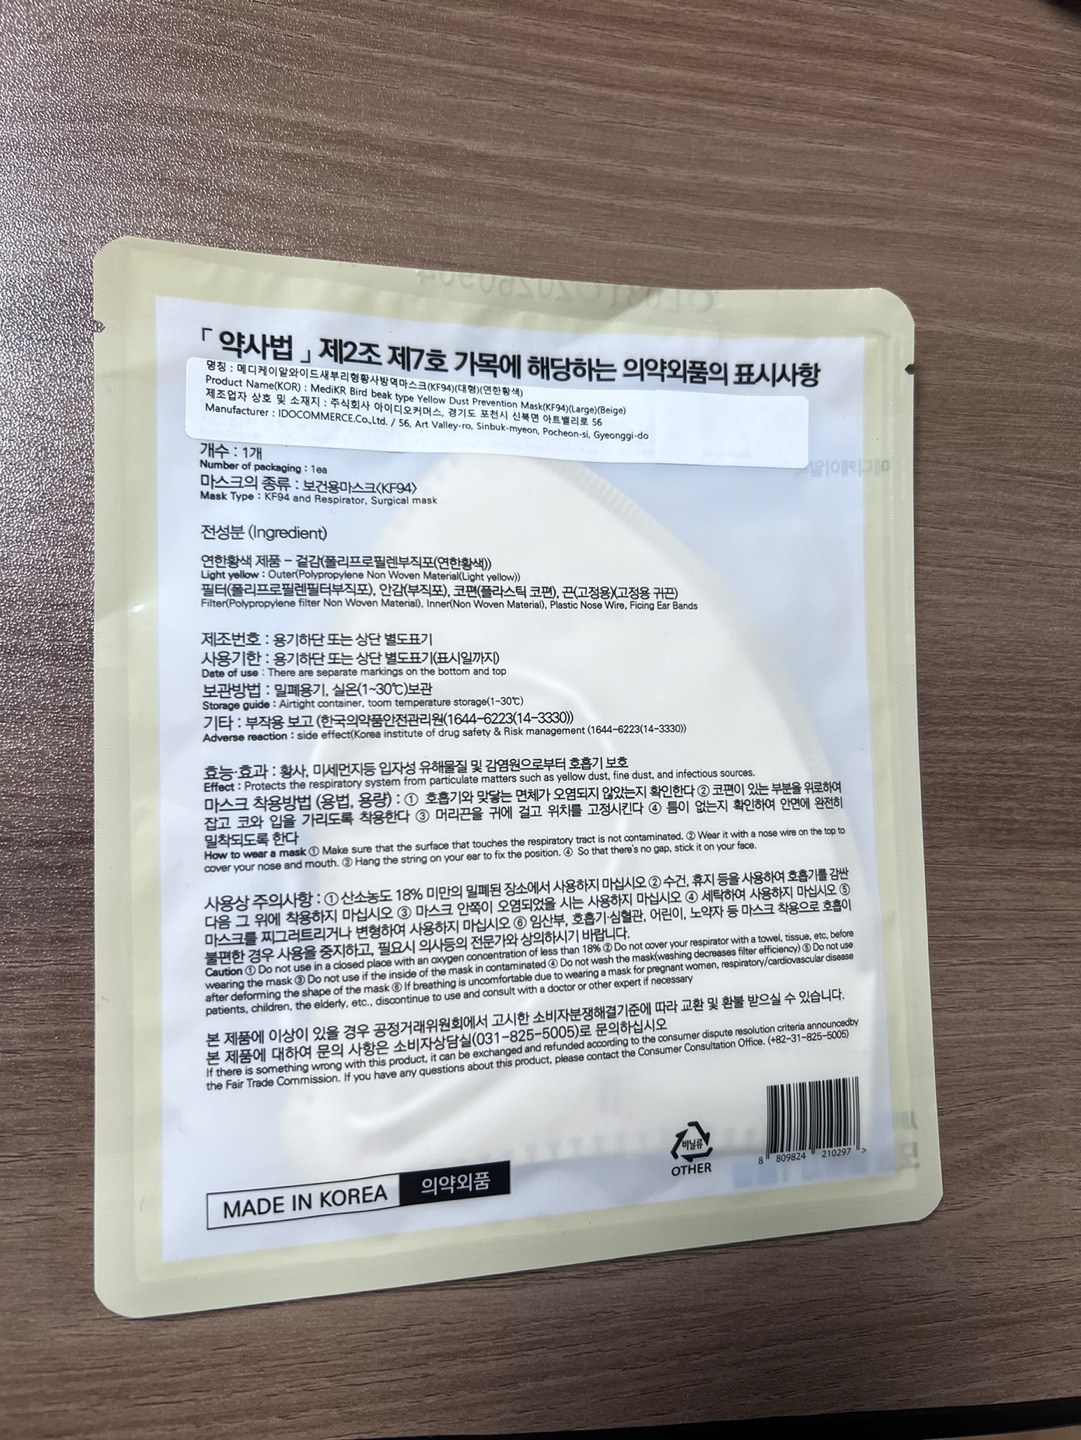 「 약사법 」 제2조 제7호 가목에 해당하는 의약외품의 표시사항
명칭 : 메디케이알와이드새부리형황사방역마스크(KF94)(대형)(연한황색)
Product Name(KOR) : MediKR Bird beak type Yellow Dust Prevention Mask(KF94)(Large)(Beige)
제조업자 상호 및 소재지 : 주식회사 아이디오커머스, 경기도 포천시 신북면 아트밸리로 56
Manufacturer : IDOCOMMERCE.Co.,Ltd. / 56, Art Valley-ro, Sinbuk-myeon, Pocheon-si, Gyeonggi-do
개수 : 1개
Number of packaging : 1ea
마스크의 종류 : 보건용마스크<KF94>
Mask Type : KF94 and Respirator, Surgical mask
전성분 (Ingredient)
연한황색 제품 - 겉감(폴리프로필렌부직포(연한황색))
Light yellow : Outer(Polypropylene Non Woven Material(Light yellow))
필터(폴리프로필렌필터부직포), 안감(부직포), 코편(플라스틱 코편), 끈(고정용)(고정용 귀끈)
Filter(Polypropylene filter Non Woven Material), Inner(Non Woven Material), Plastic Nose Wire, Ficing Ear Bands
제조번호 : 용기하단 또는 상단 별도표기
사용기한 : 용기하단 또는 상단 별도표기(표시일까지)
Date of use : There are separate markings on the bottom and top
보관방법 : 밀폐용기, 실온(1~30℃)보관
Storage guide : Airtight container, toom temperature storage(1~30℃)
기타 : 부작용 보고 (한국의약품안전관리원(1644-6223(14-3330))
Adverse reaction : side effect(Korea institute of drug safety & Risk management (1644-6223(14-3330))
효능·효과 : 황사, 미세먼지등 입자성 유해물질 및 감염원으로부터 호흡기 보호
Effect : Protects the respiratory system from particulate matters such as yellow dust, fine dust, and infectious sources.
마스크 착용방법 (용법, 용량) : ① 호흡기와 맞닿는 면체가 오염되지 않았는지 확인한다 ② 코편이 있는 부분을 위로하여
잡고 코와 입을 가리도록 착용한다 ③ 머리끈을 귀에 걸고 위치를 고정시킨다 ④ 틈이 없는지 확인하여 안면에 완전히
밀착되도록 한다
How to wear a mask ① Make sure that the surface that touches the respiratory tract is not contaminated. ② Wear it with a nose wire on the top to
cover your nose and mouth. ③ Hang the string on your ear to fix the position. ④ So that there's no gap, stick it on your face.
사용상 주의사항 : ① 산소농도 18% 미만의 밀폐된 장소에서 사용하지 마십시오 ② 수건, 휴지 등을 사용하여 호흡기를 감싼
다음 그 위에 착용하지 마십시오 ③ 마스크 안쪽이 오염되었을 시는 사용하지 마십시오 ④ 세탁하여 사용하지 마십시오 ⑤
마스크를 찌그러트리거나 변형하여 사용하지 마십시오 ⑥ 임산부, 호흡기·심혈관, 어린이, 노약자 등 마스크 착용으로 호흡이
불편한 경우 사용을 중지하고, 필요시 의사등의 전문가와 상의하시기 바랍니다.
Caution ① Do not use in a closed place with an oxygen concentration of less than 18% ② Do not cover your respirator with a towel, tissue, etc, before
wearing the mask ③ Do not use if the inside of the mask in contaminated ④ Do not wash the mask(washing decreases filter efficiency) ⑤ Do not use
after deforming the shape of the mask ⑥ If breathing is uncomfortable due to wearing a mask for pregnant women, respiratory/cardiovascular disease
patients, children, the elderly, etc., discontinue to use and consult with a doctor or other expert if necessary
본 제품에 이상이 있을 경우 공정거래위원회에서 고시한 소비자분쟁해결기준에 따라 교환 및 환불 받으실 수 있습니다.
본 제품에 대하여 문의 사항은 소비자상담실(031-825-5005)로 문의하십시오
If there is something wrong with this product, it can be exchanged and refunded according to the consumer dispute resolution criteria announcedby
the Fair Trade Commission. If you have any questions about this product, please contact the Consumer Consultation Office. (+82-31-825-5005)
비닐류
OTHER
8 809824 210297 >
MADE IN KOREA 의약외품